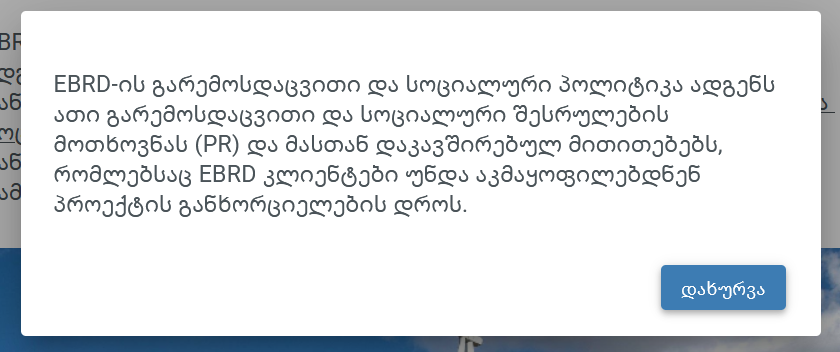 EBRD-ის გარემოსდაცვითი და სოციალური პოლიტიკა ადგენს
ათი გარემოსდაცვითი და სოციალური შესრულების
მოთხოვნას (PR) და მასთან დაკავშირებულ მითითებებს,
რომლებსაც EBRD კლიენტები უნდა აკმაყოფილებდნენ
პროექტის განხორციელების დროს.
დახურვა